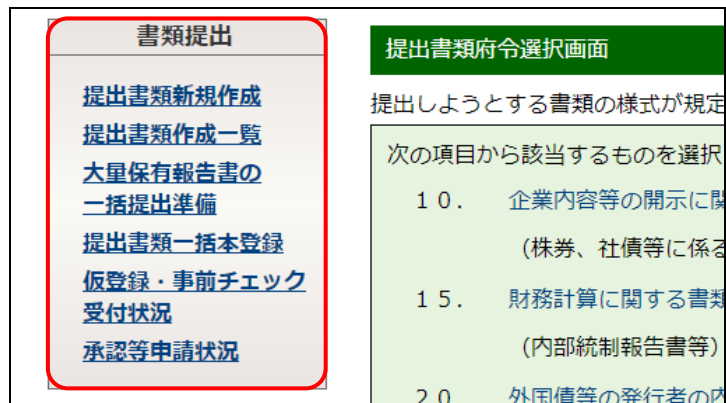 書類提出
提出書類新規作成
提出書類作成一覧
大量保有報告書の
一括提出準備
提出書類一括本登録
仮登録・事前チェック
受付状況
承認等申請状況
提出書類府令選択画面
提出しようとする書類の様式が規定
次の項目から該当するものを選択
10. 企業内容等の開示に関
(株券、社債等に係る
15. 財務計算に関する書類
(内部統制報告書等)
20 外国債等の発行者の内